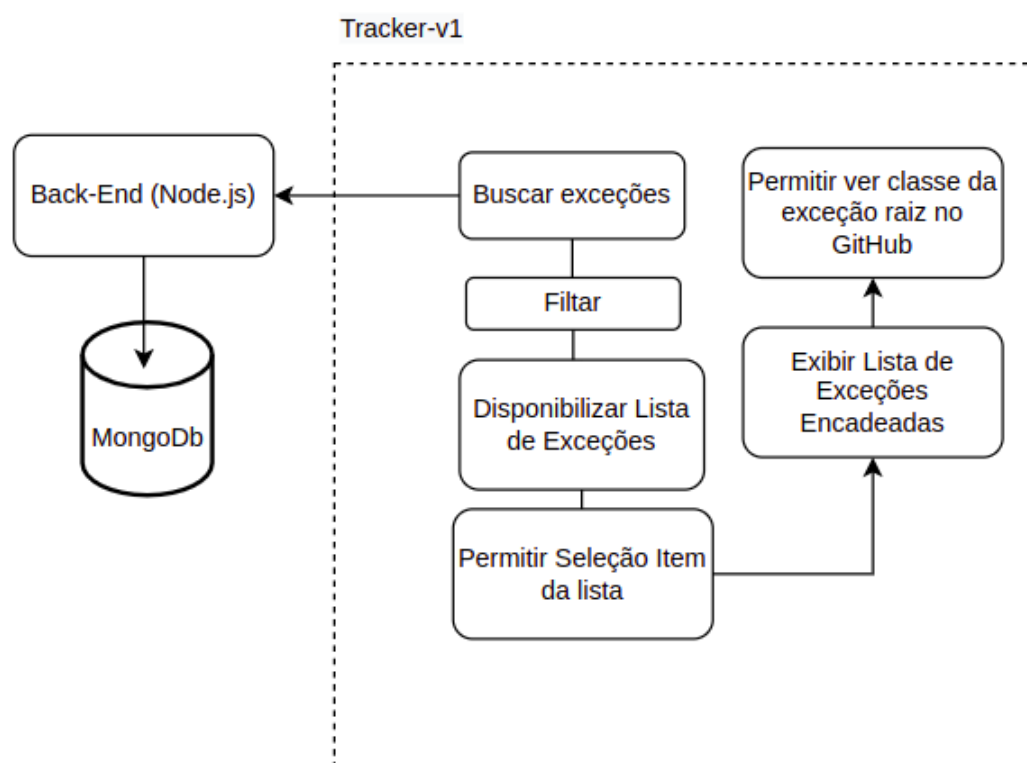 Tracker-v1
Back-End (Node.js)
MongoDb
Buscar exceções
Filtar
Disponibilizar Lista
de Exceções
Permitir Seleção Item
da lista
Exibir Lista de
Exceções
Encadeadas
Permitir ver classe da
exceção raiz no
GitHub